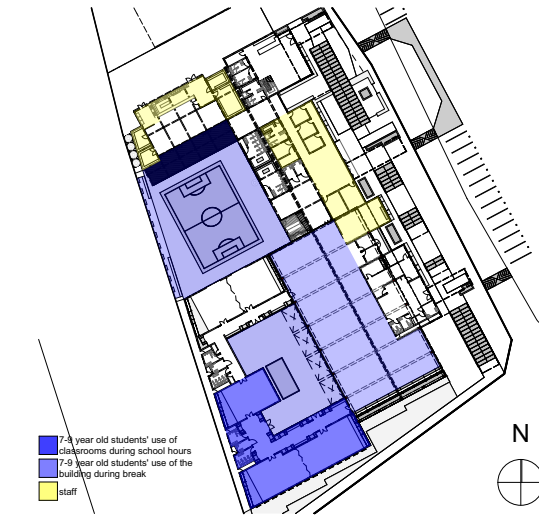 N
7-9 year old students' use of
classrooms during school hours
7-9 year old students' use of the
building during break
staff